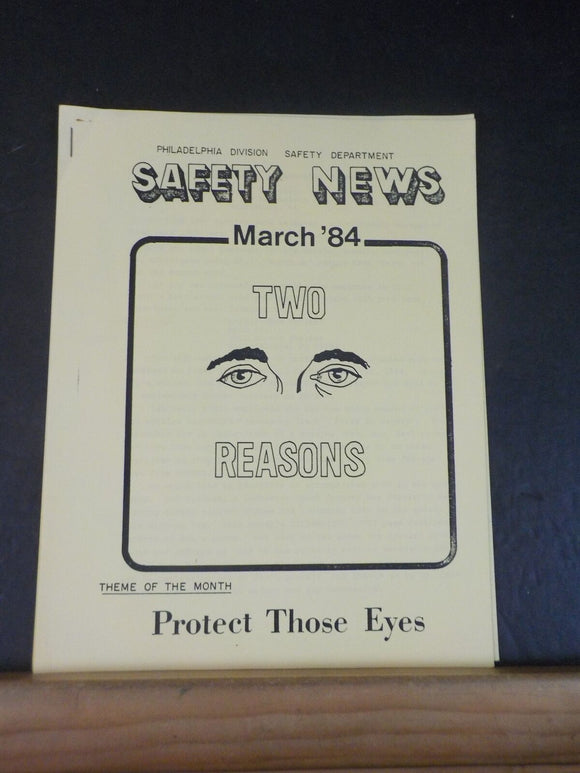 PHILADELPHIA DIVISION SAFETY DEPARTMENT
SAFETY NEWS
March '84
TWO
REASONS
THEME OF THE MONTH
Protect Those Eyes